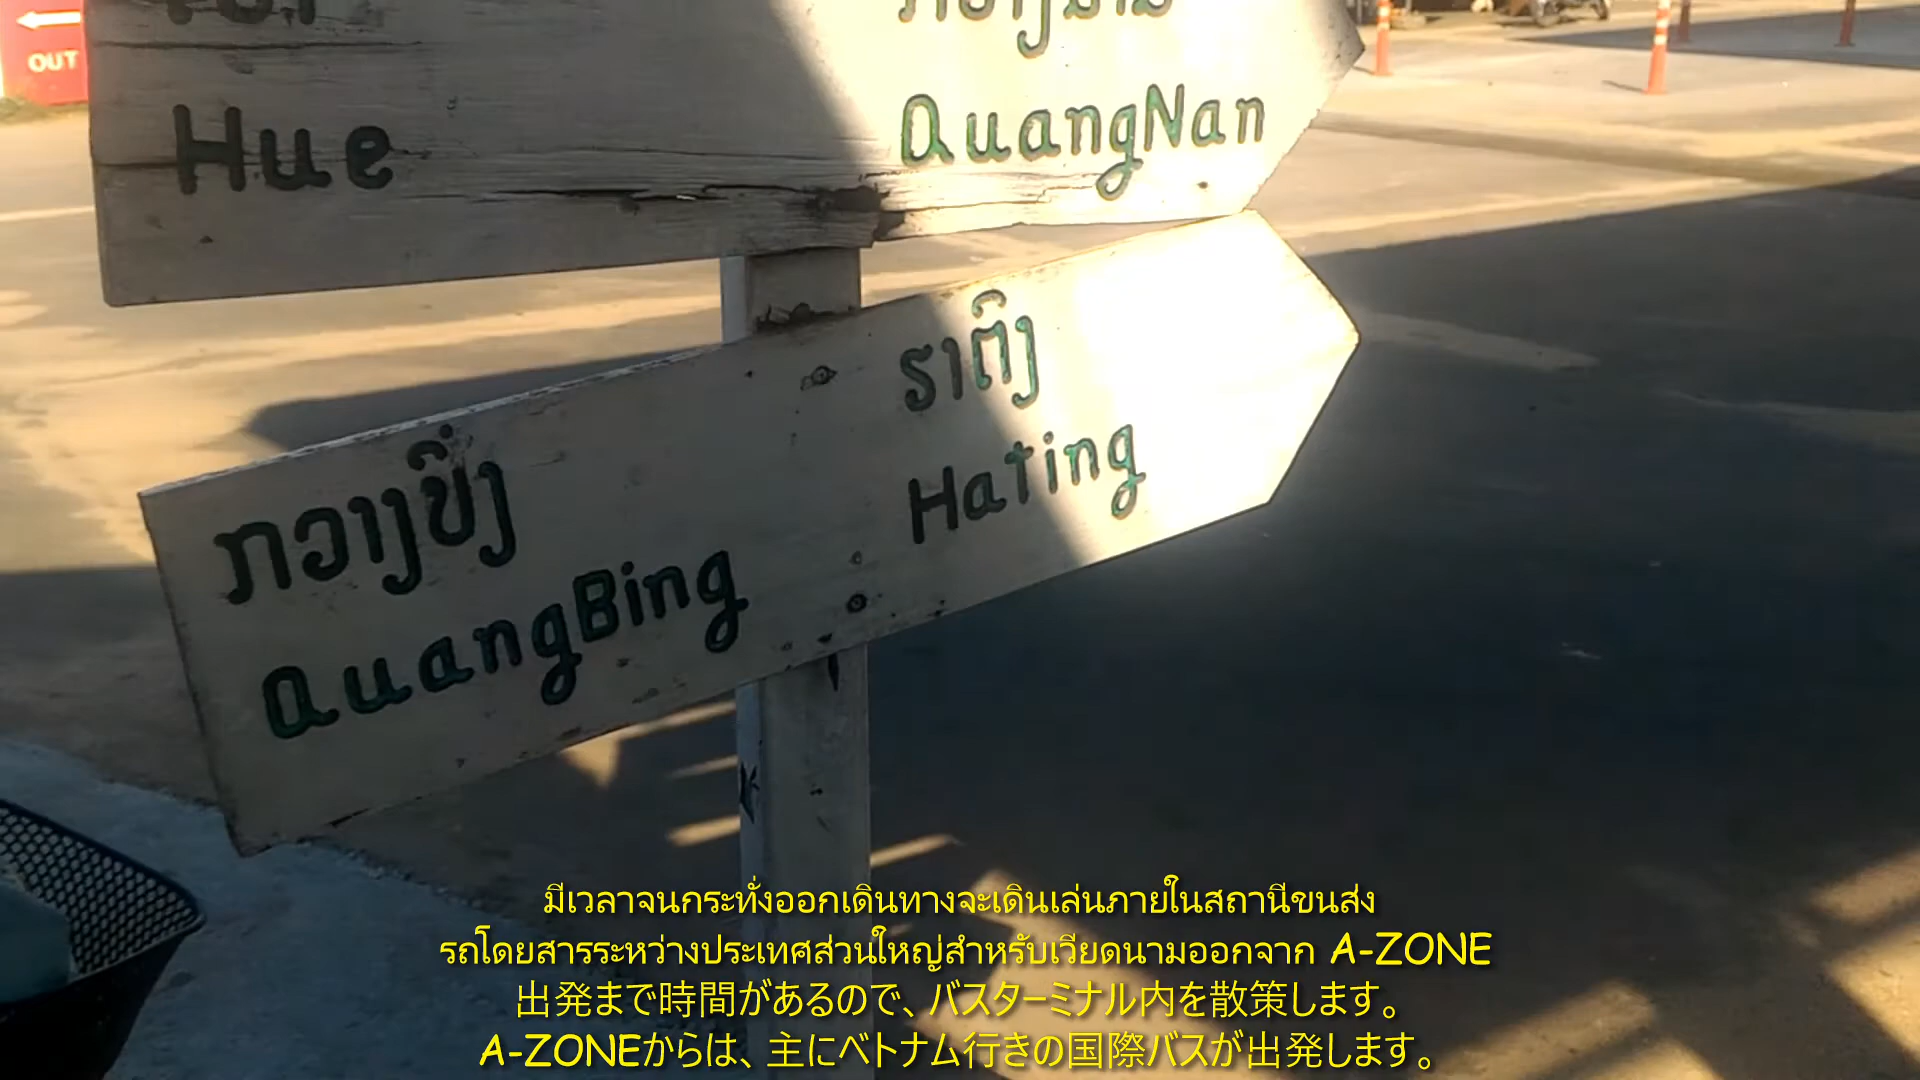 OUT
Hue
QuangNan
ຮາຕິ໋ງ
Hating
ກວາງບິ່ງ
QuangBing
มีเวลาจนกระทั่งออกเดินทางจะเดินเล่นภายในสถานีขนส่ง
รถโดยสารระหว่างประเทศส่วนใหญ่สำหรับเวียดนามออกจาก A-ZONE
出発まで時間があるので、バスターミナル内を散策します。
A-ZONEからは、主にベトナム行きの国際バスが出発します。